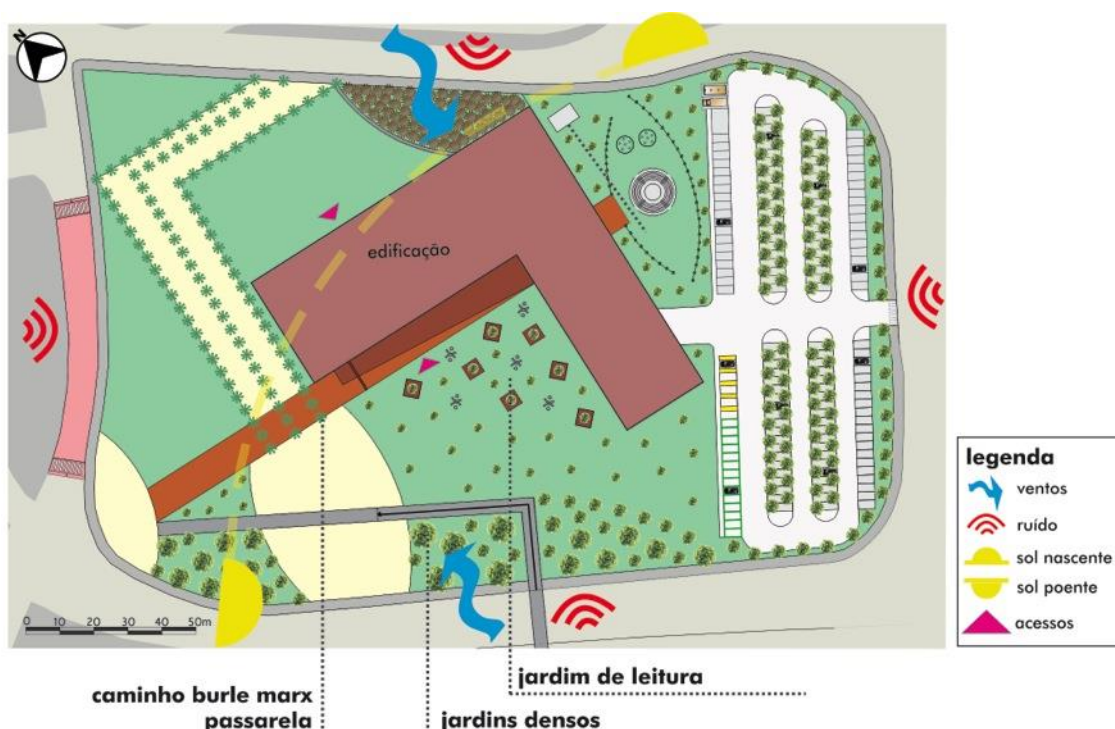 N
edificação
0 10 20 30 40 50m
legenda
ventos
ruído
sol nascente
sol poente
acessos
jardim de leitura
caminho burle marx
passarela
jardins densos